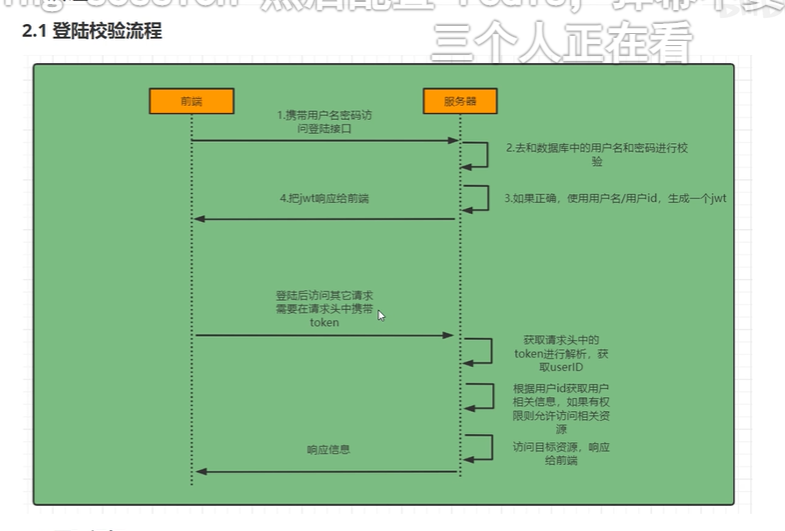 2.1 登陆校验流程
三个人正在看
前端
服务器
1.携带用户名密码访
问登陆接口
2.去和数据库中的用户名和密码进行校
验
3.如果正确，使用用户名/用户id，生成一个jwt
4.把jwt响应给前端
登陆后访问其它请求
需要在请求头中携带
token
获取请求头中的
token进行解析，获
取userID
根据用户id获取用户
相关信息，如果有权
限则允许访问相关资
源
访问目标资源，响应
给前端
响应信息